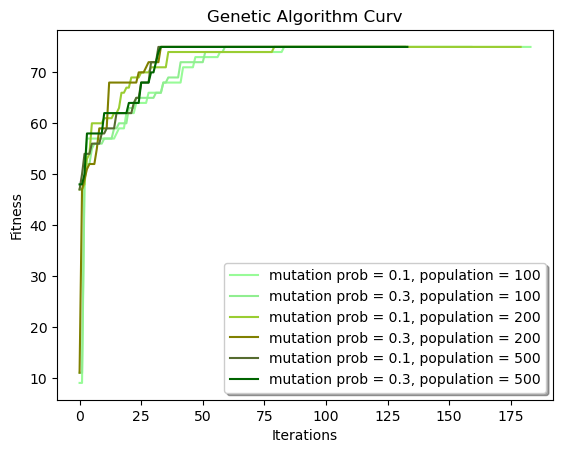 Genetic Algorithm Curv
Fitness
70
60
50
40
30
20
10
mutation prob = 0.1, population = 100
mutation prob = 0.3, population = 100
mutation prob = 0.1, population = 200
mutation prob = 0.3, population = 200
mutation prob = 0.1, population = 500
mutation prob = 0.3, population = 500
0 25 50 75 100 125 150 175
Iterations